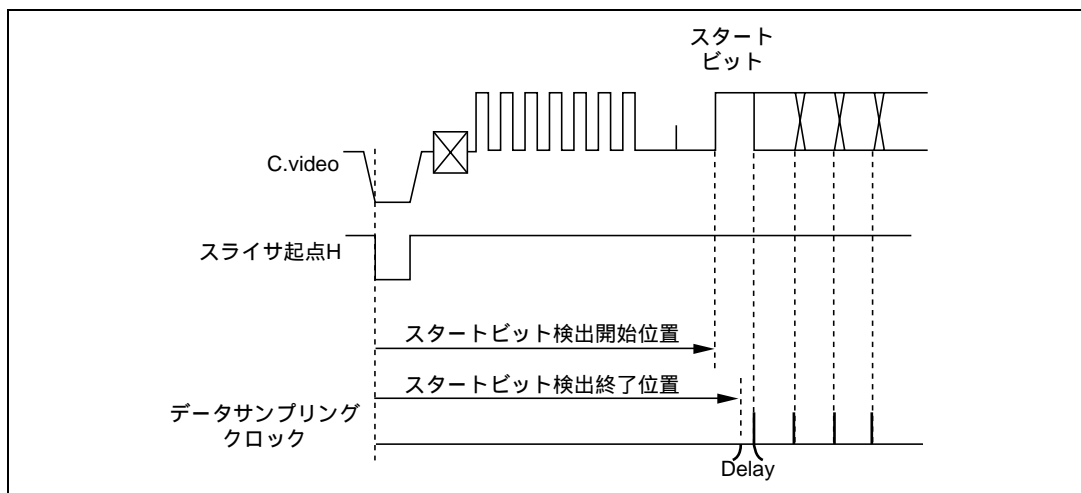 スタート
ビット
C.video
スライサ起点H
スタートビット検出開始位置
スタートビット検出終了位置
データサンプリング
クロック
Delay